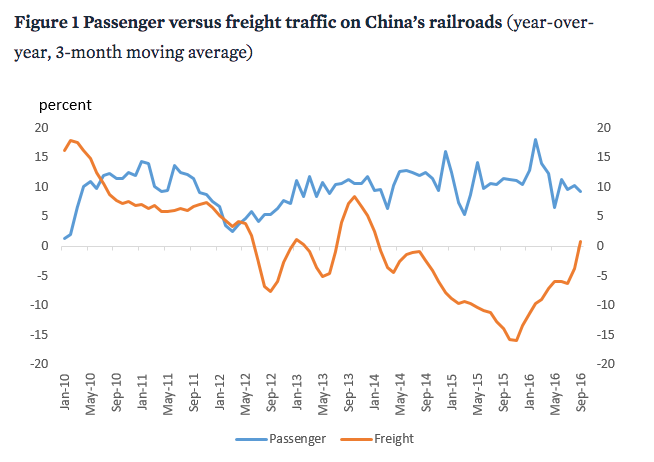 Figure 1 Passenger versus freight traffic on China’s railroads (year-over-
year, 3-month moving average)
percent
20 20
15 15
10 10
5 5
0 0
-5 -5
-10 -10
-15 -15
-20 -20
Jan-10
May-10
Sep-10
Jan-11
May-11
Sep-11
Jan-12
May-12
Sep-12
Jan-13
May-13
Sep-13
Jan-14
May-14
Sep-14
Jan-15
May-15
Sep-15
Jan-16
May-16
Sep-16
Passenger Freight